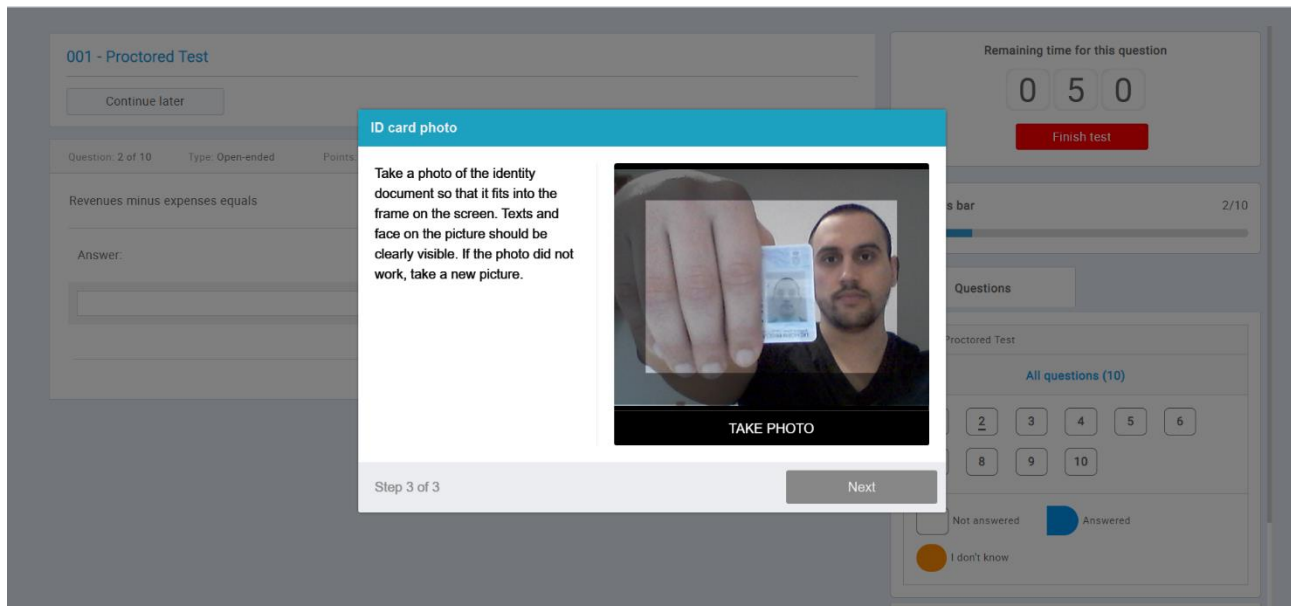 001 - Proctored Test
Continue later
Question: 2 of 10 Type: Open-ended Points:
Revenues minus expenses equals
Answer:
ID card photo
Take a photo of the identity
document so that it fits into the
frame on the screen. Texts and
face on the picture should be
clearly visible. If the photo did not
work, take a new picture.
TAKE PHOTO
Step 3 of 3
Next
Remaining time for this question
0 5 0
Finish test
s bar 2/10
Questions
Proctored Test
All questions (10)
2 3 4 5 6
8 9 10
Not answered Answered
I don't know